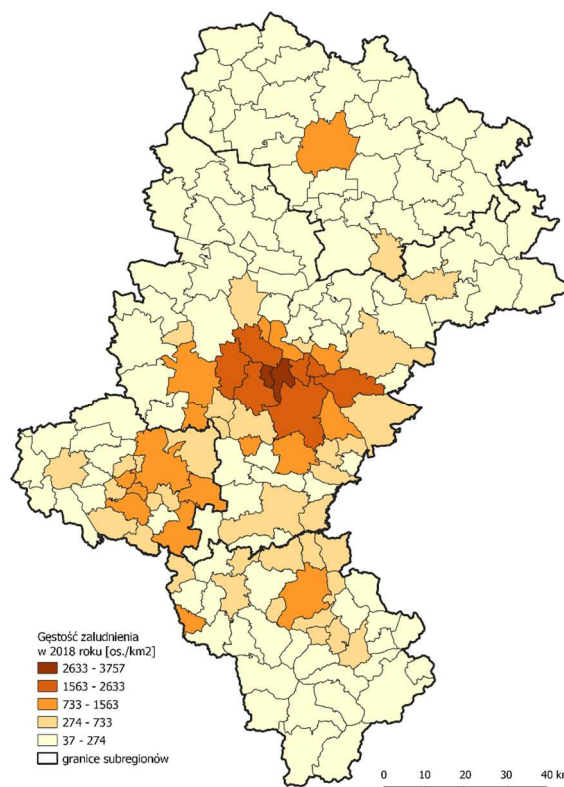 Gęstość zaludnienia
w 2018 roku [os./km2]
2633 - 3757
1563 - 2633
733 - 1563
274 - 733
37 - 274
granice subregionów
0 10 20 30 40 km